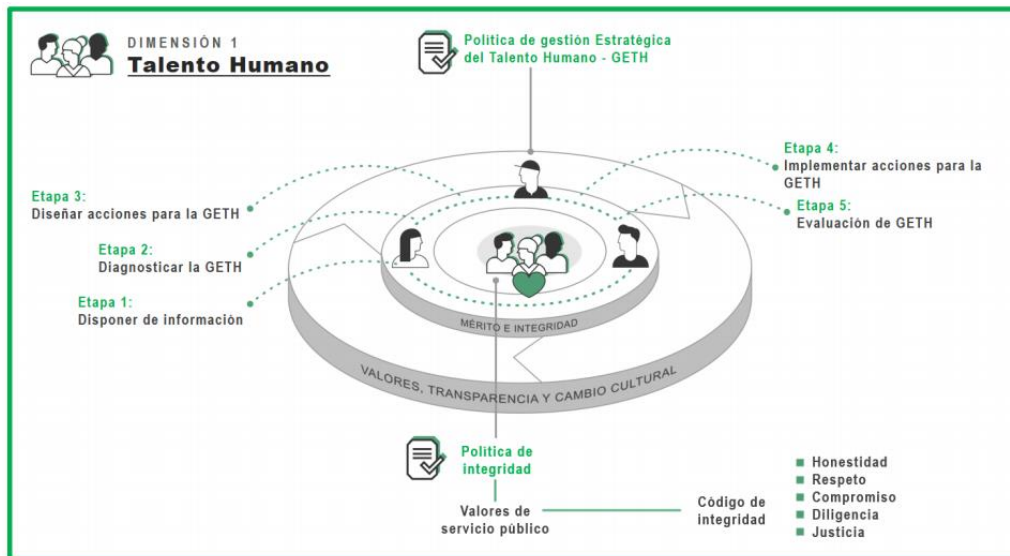 DIMENSIÓN 1
Talento Humano
Política de gestión Estratégica
del Talento Humano - GETH
Etapa 4:
Implementar acciones para la
GETH
Etapa 3:
Diseñar acciones para la GETH
Etapa 5:
Evaluación de GETH
Etapa 2:
Diagnosticar la GETH
Etapa 1:
Disponer de información
MÉRITO E INTEGRIDAD
VALORES, TRANSPARENCIA Y CAMBIO CULTURAL
Política de
integridad
Valores de
servicio público
Código de
integridad
Honestidad
Respeto
Compromiso
Diligencia
Justicia